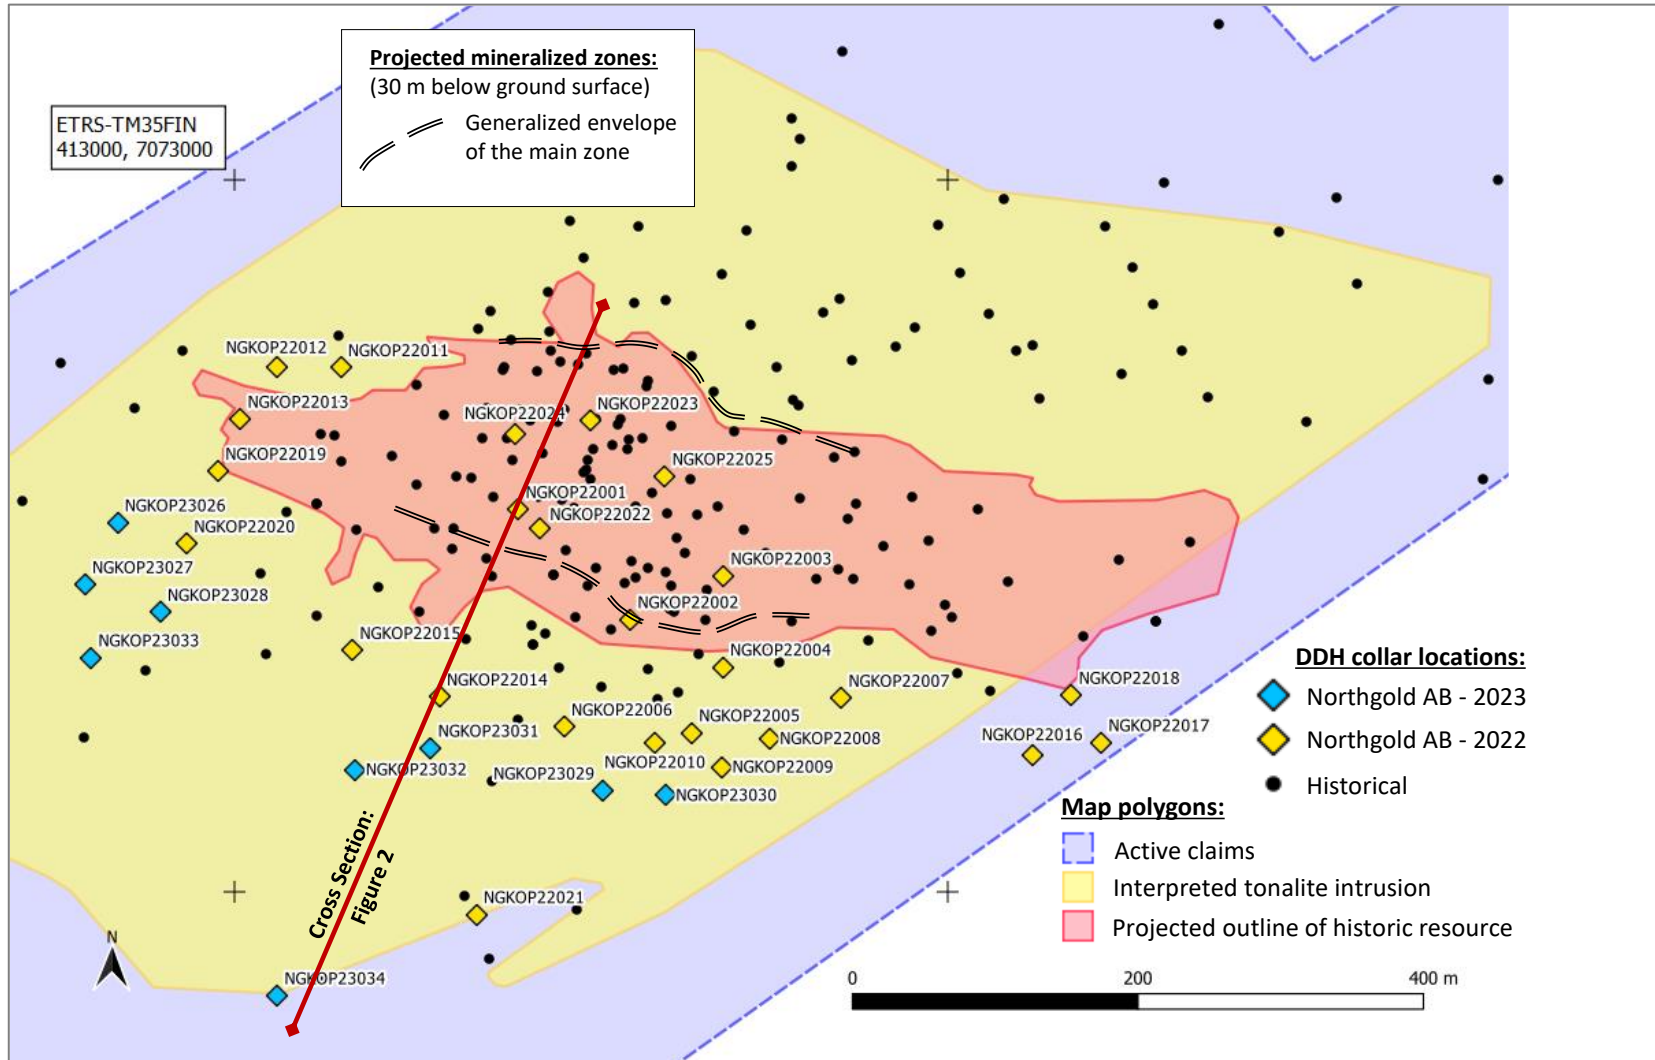 Projected mineralized zones:
(30 m below ground surface)
Generalized envelope
of the main zone
ETRS-TM35FIN
413000, 7073000
NGKOP22012
NGKOP22011
NGKOP22013
NGKOP22024
NGKOP22023
NGKOP22019
NGKOP22025
NGKOP22001
NGKOP22022
NGKOP23026
NGKOP22020
NGKOP23027
NGKOP22003
NGKOP23028
NGKOP22002
NGKOP22015
NGKOP23033
NGKOP22004
NGKOP22014
NGKOP22007
NGKOP22018
NGKOP22006
NGKOP22005
NGKOP22017
NGKOP23031
NGKOP22008
NGKOP22016
NGKOP23032
NGKOP23029
NGKOP22010
NGKOP22009
NGKOP23030
Cross Section:
Figure 2
NGKOP22021
NGKOP23034
N
DDH collar locations:
Northgold AB - 2023
Northgold AB - 2022
Historical
Map polygons:
Active claims
Interpreted tonalite intrusion
Projected outline of historic resource
0 200 400 m